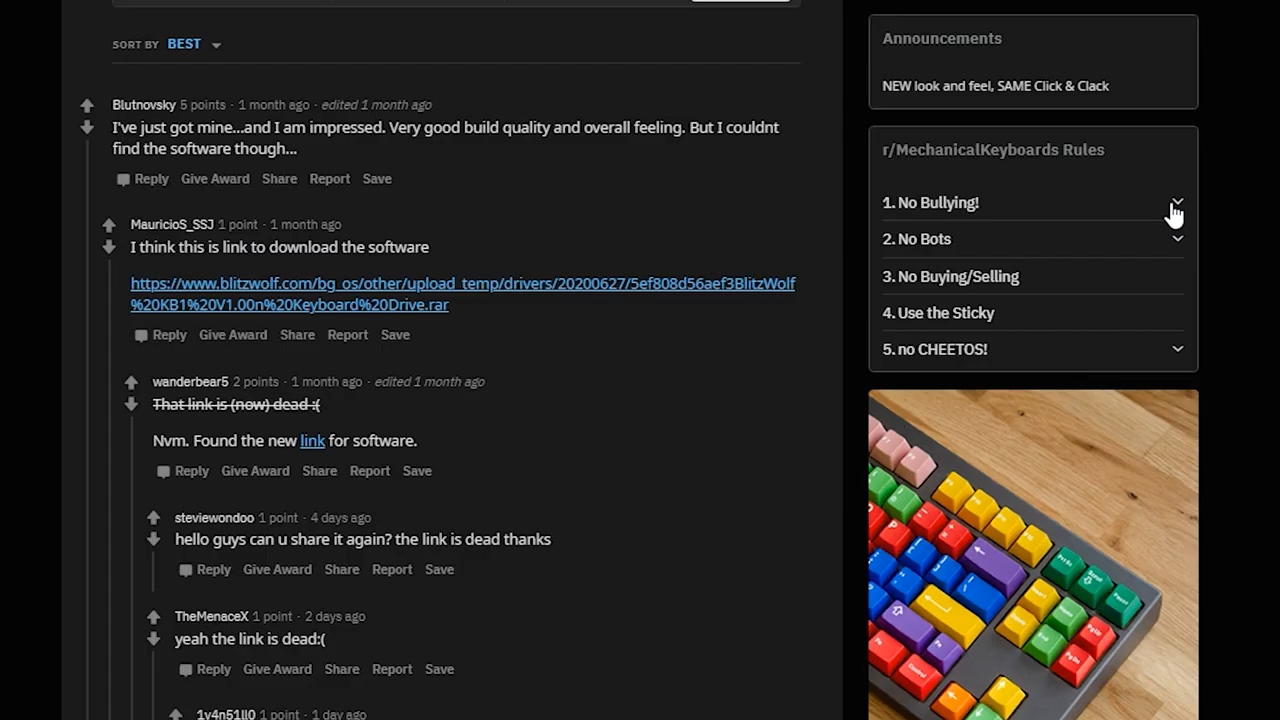 SORT BY BEST
Blutnovsky 5 points · 1 month ago · edited 1 month ago
I've just got mine...and I am impressed. Very good build quality and overall feeling. But I couldnt
find the software though...
Reply Give Award Share Report Save
MauricioS_SSJ 1 point · 1 month ago
I think this is link to download the software
https://www.blitzwolf.com/bg_os/other/upload_temp/drivers/20200627/5ef808d56aef3BlitzWolf
%20KB1%20V1.00n%20Keyboard%20Drive.rar
Reply Give Award Share Report Save
wanderbear5 2 points · 1 month ago · edited 1 month ago
That link is (now) dead :(
Nvm. Found the new link for software.
Reply Give Award Share Report Save
steviewondoo 1 point · 4 days ago
hello guys can u share it again? the link is dead thanks
Reply Give Award Share Report Save
TheMenaceX 1 point · 2 days ago
yeah the link is dead:(
Reply Give Award Share Report Save
1y4n51ll0 1 point · 1 day ago
Announcements
NEW look and feel, SAME Click & Clack
r/MechanicalKeyboards Rules
1. No Bullying!
2. No Bots
3. No Buying/Selling
4. Use the Sticky
5. no CHEETOS!